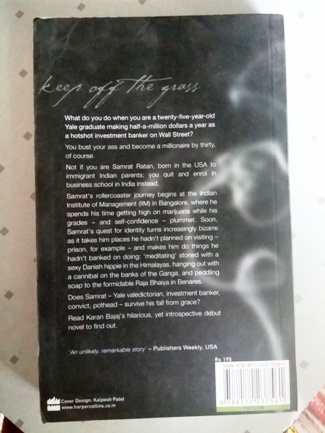 keep off the grass
What do you do when you are a twenty-five-year-old
Yale graduate making half-a-million dollars a year as
a hotshot investment banker on Wall Street?
You bust your ass and become a millionaire by thirty,
of course.
Not if you are Samrat Ratan, born in the USA to
immigrant Indian parents; you quit and enrol in
business school in India instead.
Samrat's rollercoaster journey begins at the Indian
Institute of Management (IIM) in Bangalore, where he
spends his time getting high on marijuana while his
grades – and self-confidence – plummet. Soon,
Samrat's quest for identity turns increasingly bizarre
as it takes him places he hadn't planned on visiting –
prison, for example – and makes him do things he
hadn't banked on doing: 'meditating' stoned with a
sexy Danish hippie in the Himalayas, hanging out with
a cannibal on the banks of the Ganga, and peddling
soap to the formidable Raja Bhaiya in Benares.
Does Samrat – Yale valedictorian, investment banker,
convict, pothead – survive his fall from grace?
Read Karan Bajaj's hilarious, yet introspective debut
novel to find out.
'An unlikely, remarkable story' – Publishers Weekly, USA
Rs 195
Cover Design: Kalpesh Patel
www.harpercollins.co.in